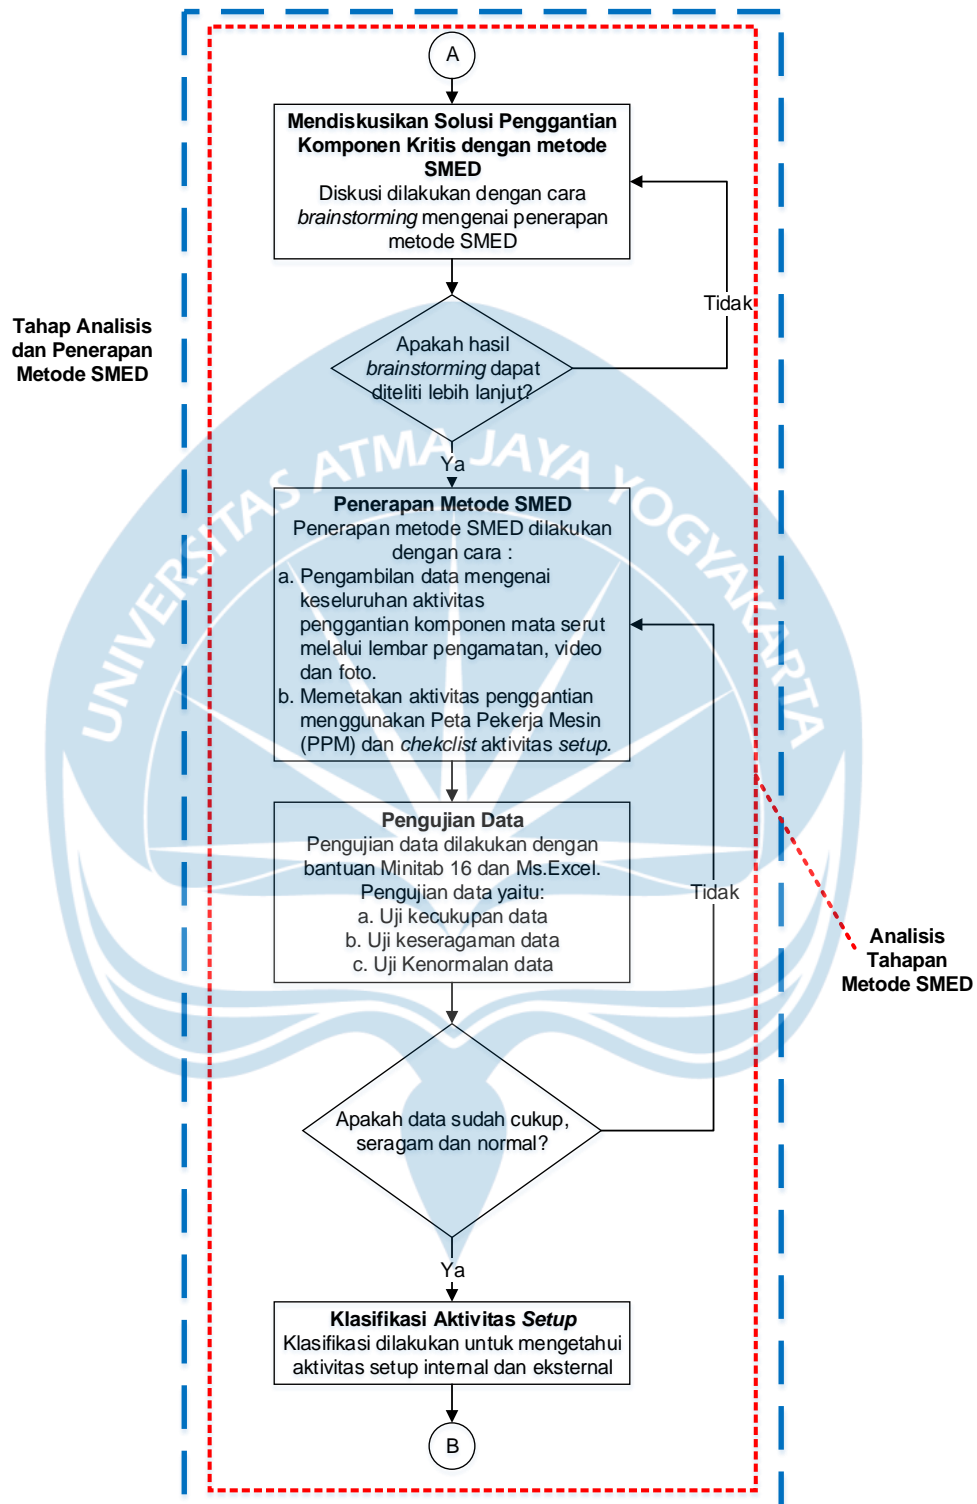 A
Mendiskusikan Solusi Penggantian
Komponen Kritis dengan metode
SMED
Diskusi dilakukan dengan cara
brainstorming mengenai penerapan
metode SMED
Tidak
Tahap Analisis
dan Penerapan
Metode SMED
Apakah hasil
brainstorming dapat
diteliti lebih lanjut?
Ya
UNIVERSITAS ATMA JAYA YOGYAKARTA
Penerapan Metode SMED
Penerapan metode SMED dilakukan
dengan cara :
a. Pengambilan data mengenai
keseluruhan aktivitas
penggantian komponen mata serut
melalui lembar pengamatan, video
dan foto.
b. Memetakan aktivitas penggantian
menggunakan Peta Pekerja Mesin
(PPM) dan chekclist aktivitas setup.
Pengujian Data
Pengujian data dilakukan dengan
bantuan Minitab 16 dan Ms.Excel.
Pengujian data yaitu:
a. Uji kecukupan data
b. Uji keseragaman data
c. Uji Kenormalan data
Tidak
Analisis
Tahapan
Metode SMED
Apakah data sudah cukup,
seragam dan normal?
Ya
Klasifikasi Aktivitas Setup
Klasifikasi dilakukan untuk mengetahui
aktivitas setup internal dan eksternal
B